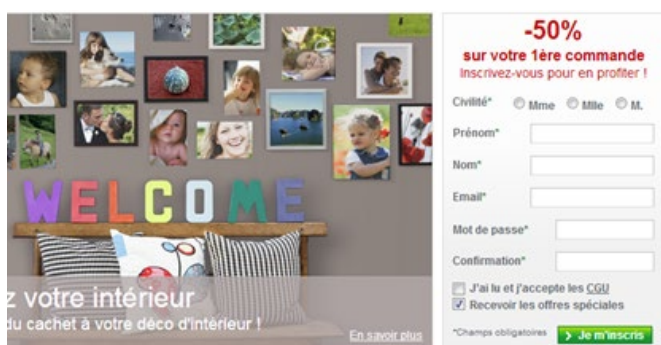 WELCOME
z votre intérieur
du cachet à votre déco d'intérieur !
En savoir plus
-50%
sur votre 1ère commande
Inscrivez-vous pour en profiter !
Civilité* Mme Mlle M.
Prénom*
Nom*
Email*
Mot de passe*
Confirmation*
J'ai lu et j'accepte les CGU
Recevoir les offres spéciales
*Champs obligatoires > Je m'inscris